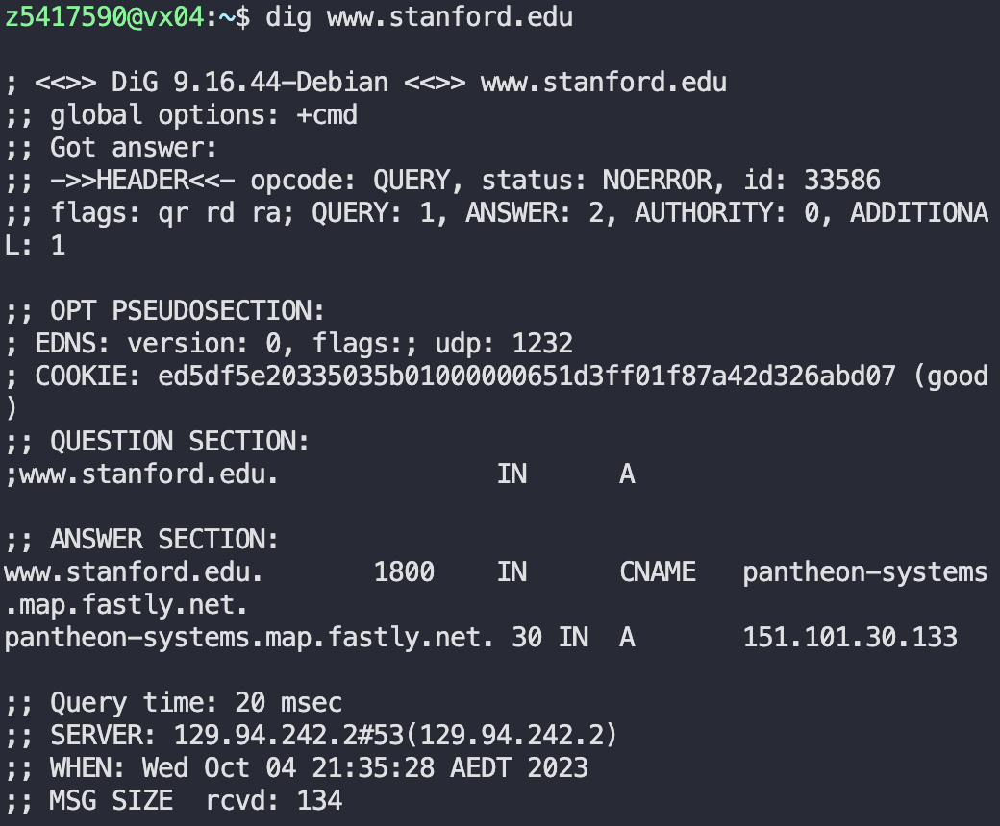 z5417590@vx04:~$ dig www.stanford.edu

; <<>> DiG 9.16.44-Debian <<>> www.stanford.edu
;; global options: +cmd
;; Got answer:
;; ->>HEADER<<- opcode: QUERY, status: NOERROR, id: 33586
;; flags: qr rd ra; QUERY: 1, ANSWER: 2, AUTHORITY: 0, ADDITIONA
L: 1

;; OPT PSEUDOSECTION:
; EDNS: version: 0, flags:; udp: 1232
; COOKIE: ed5df5e20335035b01000000651d3ff01f87a42d326abd07 (good
)
;; QUESTION SECTION:
;www.stanford.edu. IN A

;; ANSWER SECTION:
www.stanford.edu. 1800 IN CNAME pantheon-systems
.map.fastly.net.
pantheon-systems.map.fastly.net. 30 IN A 151.101.30.133

;; Query time: 20 msec
;; SERVER: 129.94.242.2#53(129.94.242.2)
;; WHEN: Wed Oct 04 21:35:28 AEDT 2023
;; MSG SIZE  rcvd: 134